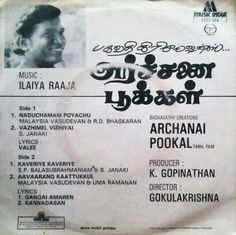 MUSIC INDIA
அர்ச்சனை
பூக்கள்
MUSIC :
ILAIYA RAAJA
Side 1
1. NADUCHAMAM POYACHU
MALAYSIA VASUDEVAN & R.D. BHASKARAN
2. VAZHIMEL VIZHIYAI
S. JANAKI
LYRICS :
VALEE
Side 2
1. KAVERIYE KAVERIYE
S.P. BALASUBRAHMANIAM & S. JANAKI
2. AAVAARANG KAATTUKKUL
MALAYSIA VASUDEVAN & UMA RAMANAN
LYRICS :
1. GANGAI AMAREN
2. KANNADASAN
BAGHAVATHY CREATIONS
ARCHANAI
POOKAL TAMIL FILM
PRODUCER :
K. GOPINATHAN
DIRECTOR :
GOKULAKRISHNA